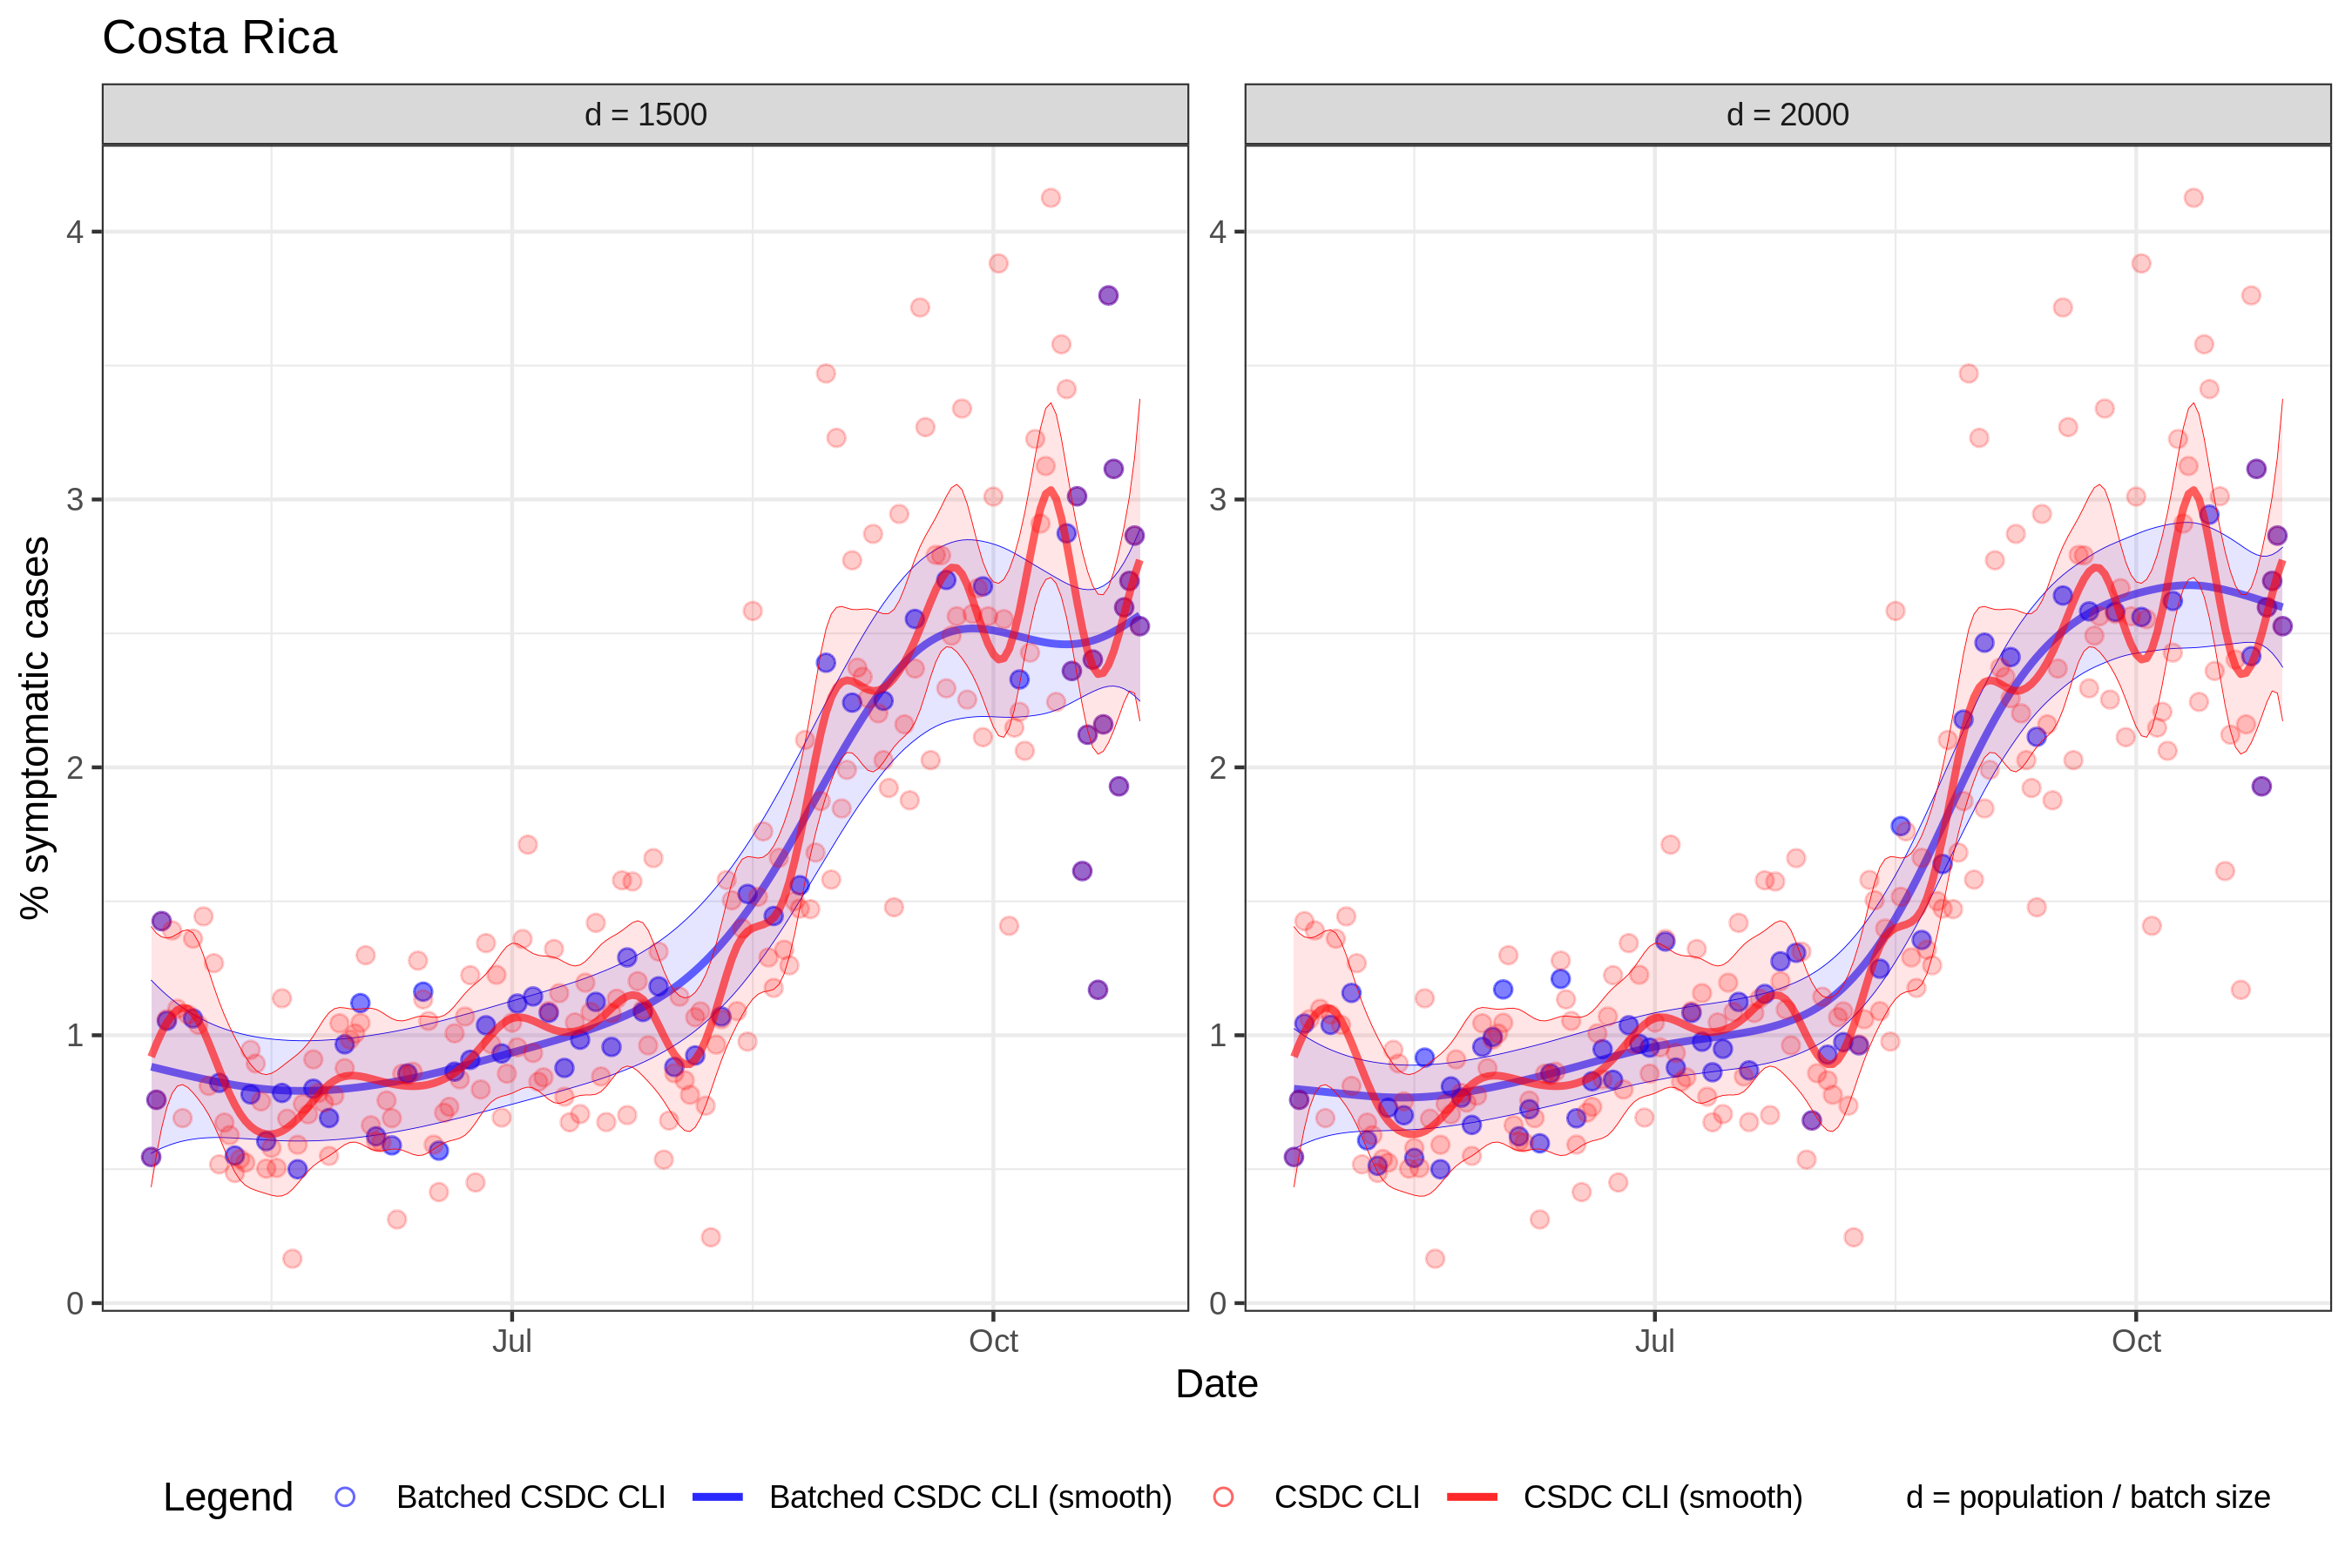 Costa Rica
d = 1500
d = 2000
% symptomatic cases
4
3
2
1
0
4
3
2
1
0
Jul
Oct
Jul
Oct
Date
Legend
Batched CSDC CLI
Batched CSDC CLI (smooth)
CSDC CLI
CSDC CLI (smooth)
d = population / batch size